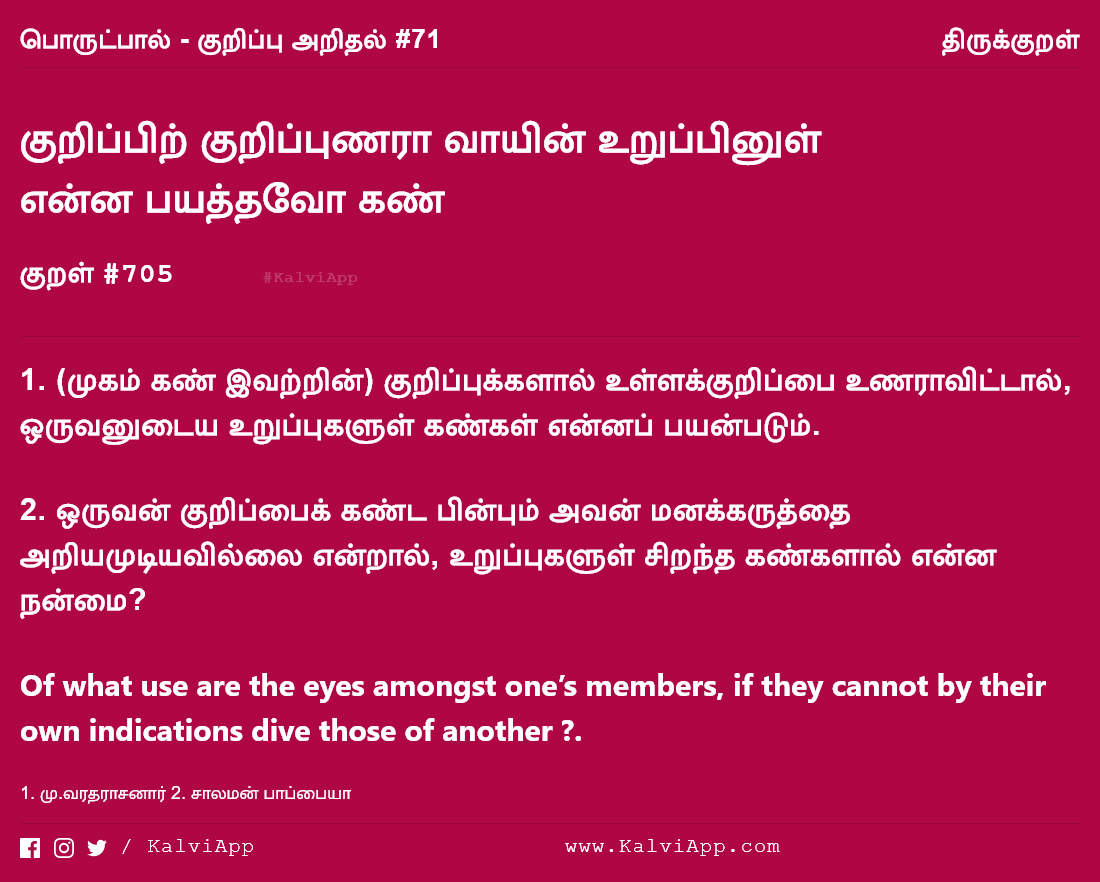 பொருட்பால் - குறிப்பு அறிதல் #71
திருக்குறள்
குறிப்பிற் குறிப்புணரா வாயின் உறுப்பினுள்
என்ன பயத்தவோ கண்
குறள் #705
#KalviApp
1. (முகம் கண் இவற்றின்) குறிப்புக்களால் உள்ளக்குறிப்பை உணராவிட்டால்,
ஒருவனுடைய உறுப்புகளுள் கண்கள் என்னப் பயன்படும்.
2. ஒருவன் குறிப்பைக் கண்ட பின்பும் அவன் மனக்கருத்தை
அறியமுடியவில்லை என்றால், உறுப்புகளுள் சிறந்த கண்களால் என்ன
நன்மை?
Of what use are the eyes amongst one’s members, if they cannot by their
own indications dive those of another ?.
1. மு.வரதராசனார் 2. சாலமன் பாப்பையா
/ KalviApp
www.KalviApp.com